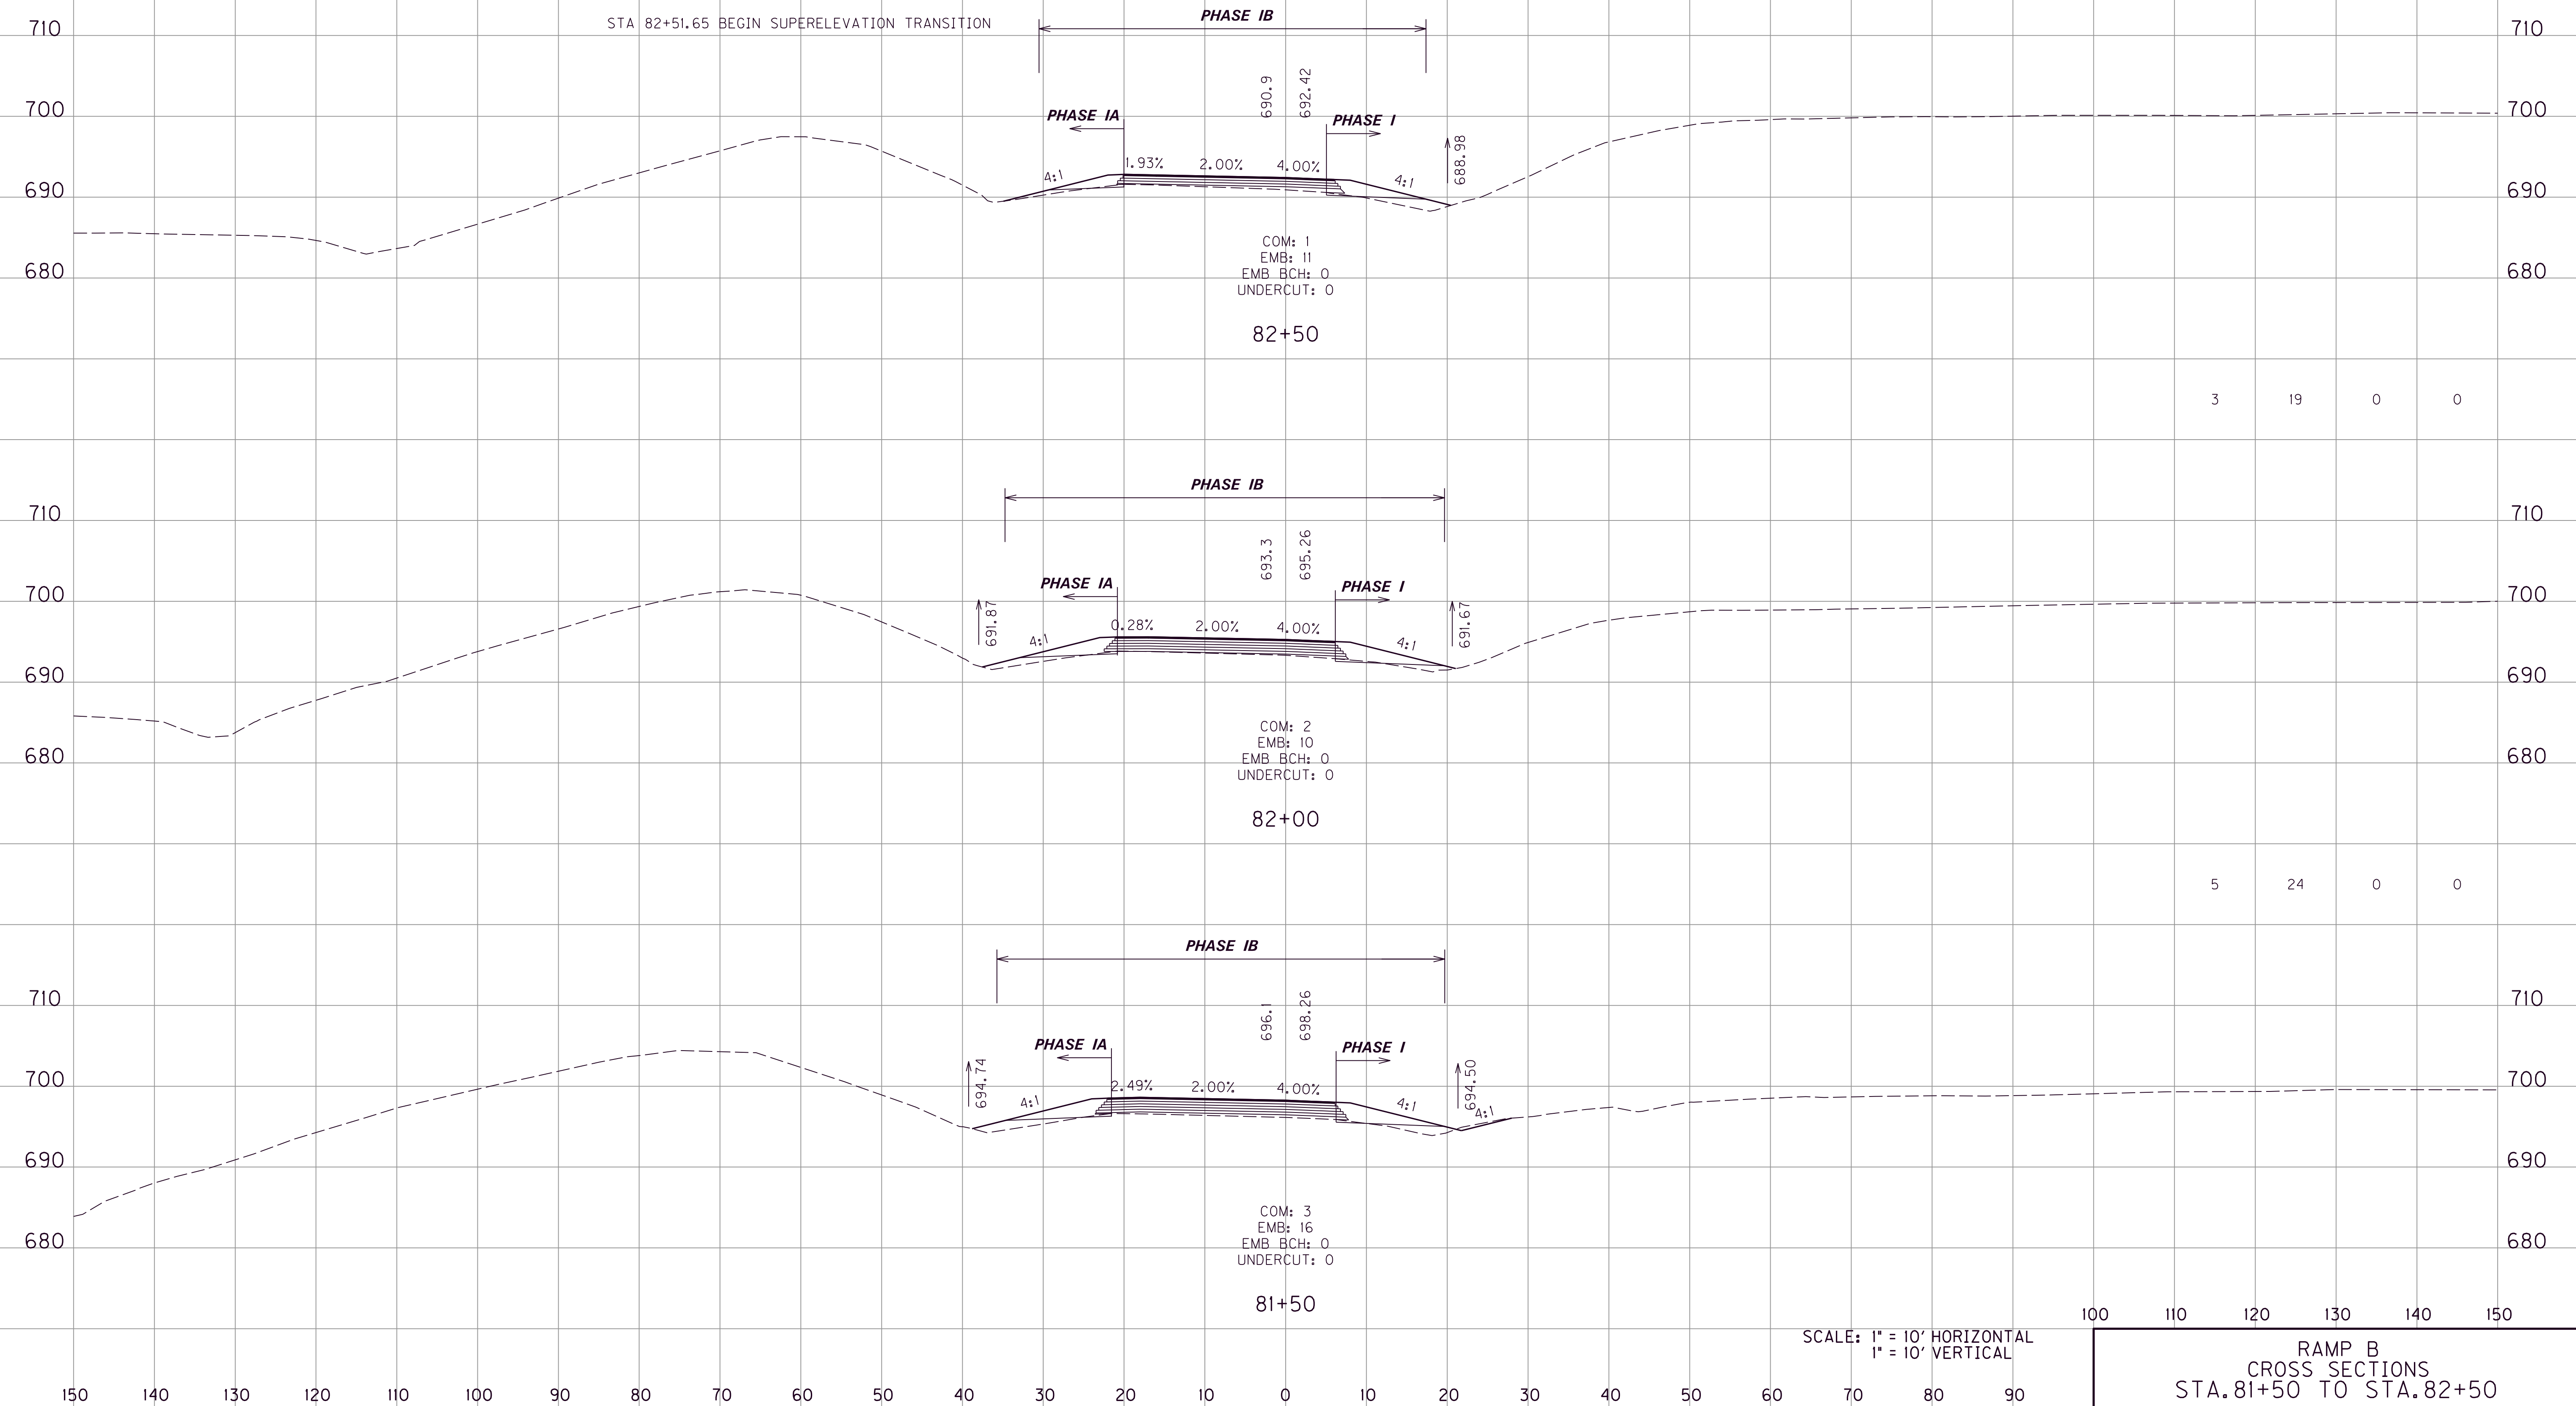 STA 82+51.65 BEGIN SUPERELEVATION TRANSITION
PHASE IB
710 710
690.9 692.42
700 700
PHASE IA PHASE I
688.98
4:1 1.93% 2.00% 4.00% 4:1
690 690
COM: 1
EMB: 11
EMB BCH: 0
UNDERCUT: 0
680 680
82+50
3 19 0 0
PHASE IB
710 710
693.3 695.26
700 700
PHASE IA PHASE I
691.87 691.67
4:1 0.28% 2.00% 4.00% 4:1
690 690
COM: 2
EMB: 10
EMB BCH: 0
UNDERCUT: 0
680 680
82+00
5 24 0 0
PHASE IB
710 710
696.1 698.26
PHASE IA PHASE I
700 700
694.74 694.50
4:1 2.49% 2.00% 4.00% 4:1 4:1
690 690
COM: 3
EMB: 16
EMB BCH: 0
UNDERCUT: 0
680 680
81+50
100 110 120 130 140 150
SCALE: 1" = 10' HORIZONTAL
1" = 10' VERTICAL
RAMP B
CROSS SECTIONS
STA.81+50 TO STA.82+50
150 140 130 120 110 100 90 80 70 60 50 40 30 20 10 0 10 20 30 40 50 60 70 80 90